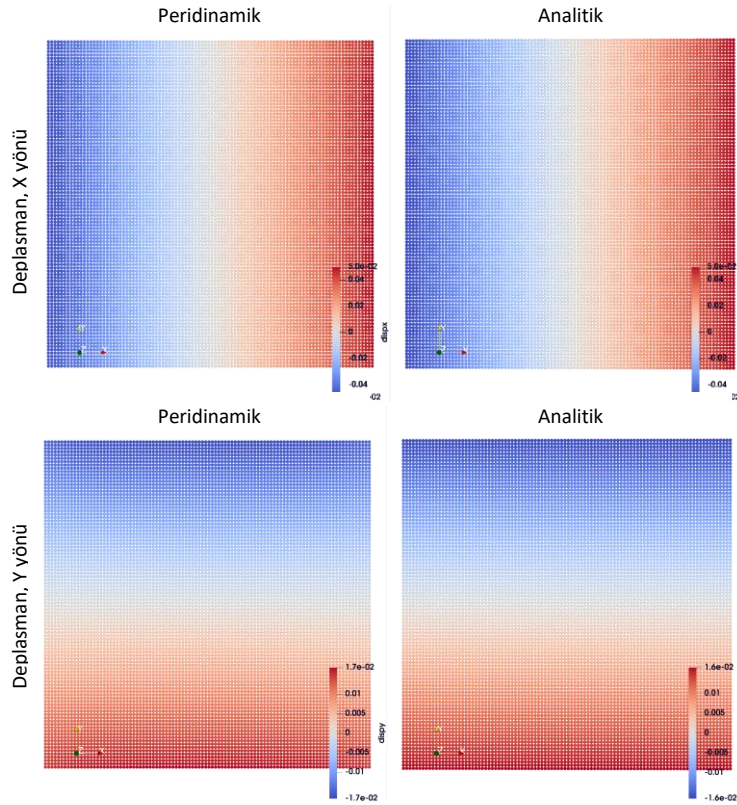 Peridinamik Analitik
Deplasman, X yönü
5.0e-02
0.04
0.02
0
-0.02
-0.04
-02
dispx
5.0e-02
0.04
0.02
0
-0.02
-0.04
Peridinamik Analitik
Deplasman, Y yönü
1.7e-02
0.01
0.005
0
-0.005
-0.01
-1.7e-02
dispy
1.6e-02
0.01
0.005
0
-0.005
-0.01
-1.6e-02